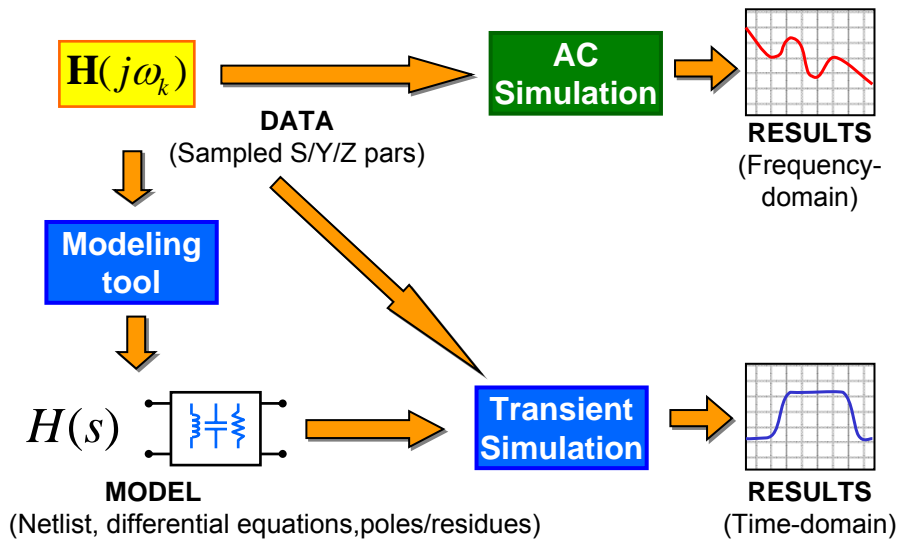 H(jωₖ)
AC
Simulation
DATA
(Sampled S/Y/Z pars)
RESULTS
(Frequency-
domain)
Modeling
tool
H(s)
Transient
Simulation
MODEL
(Netlist, differential equations,poles/residues)
RESULTS
(Time-domain)